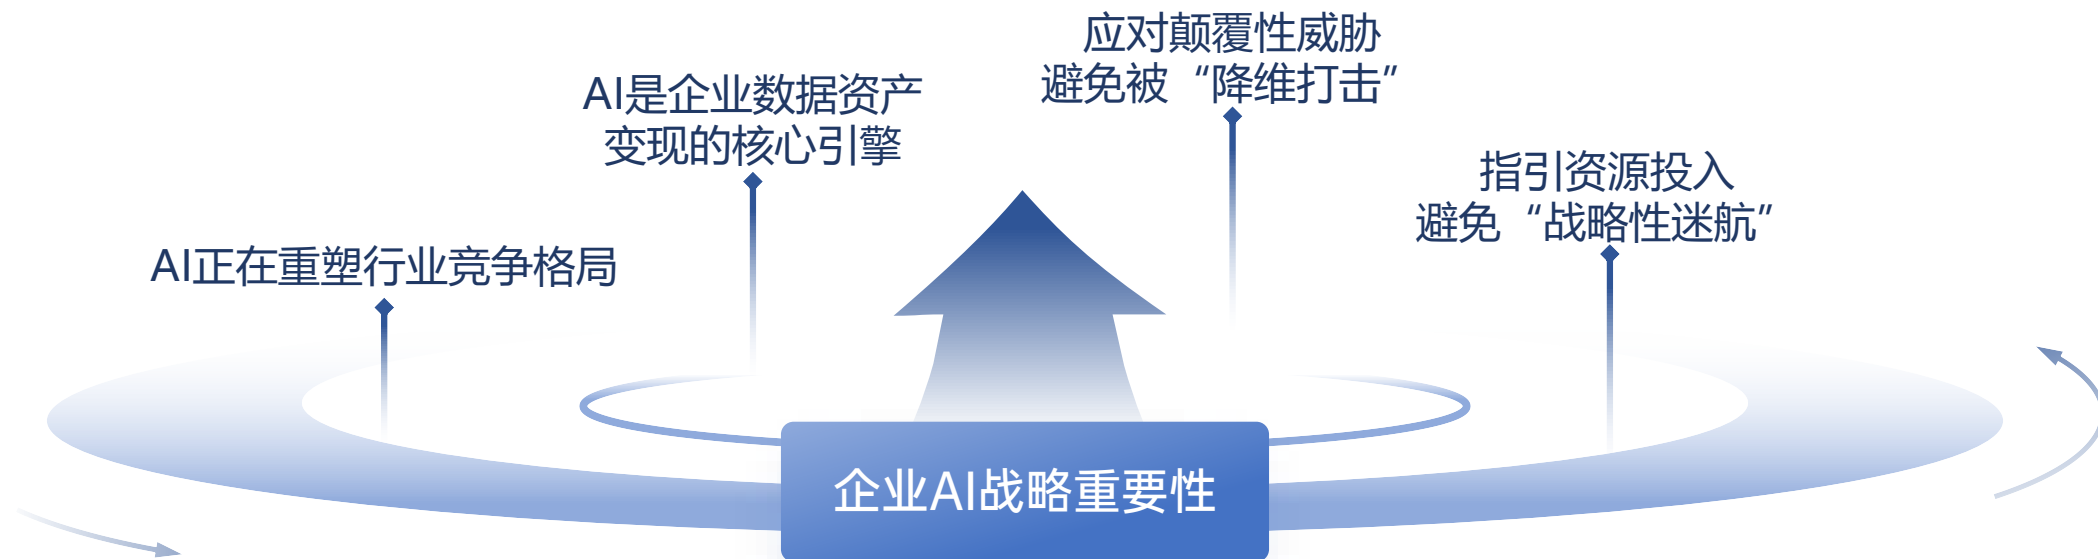 AI正在重塑行业竞争格局
AI是企业数据资产
变现的核心引擎
应对颠覆性威胁
避免被“降维打击”
指引资源投入
避免“战略性迷航”
企业AI战略重要性